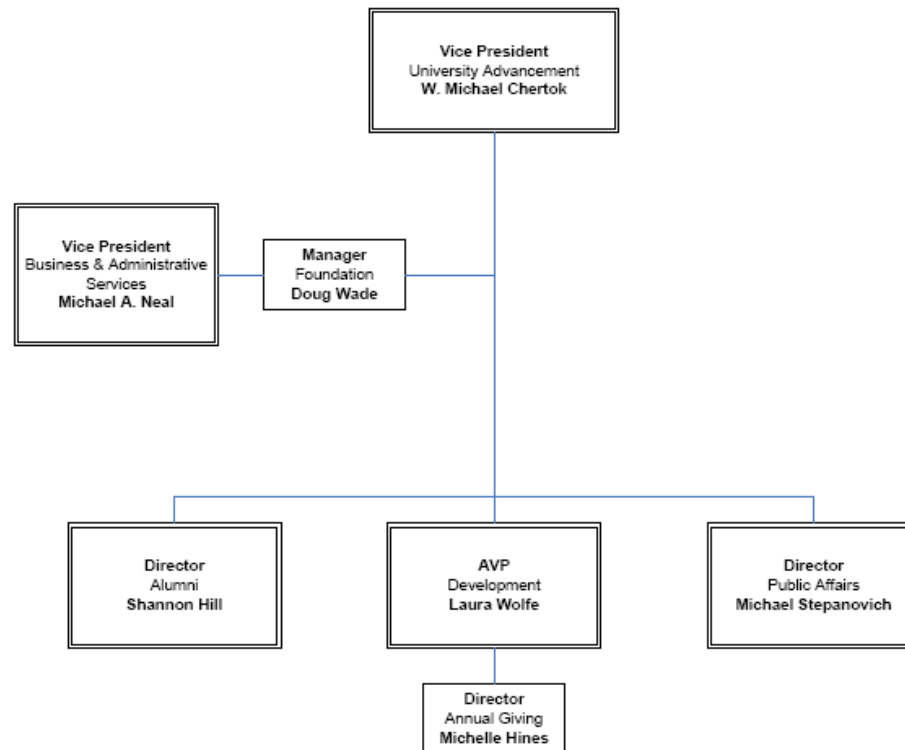 Vice President
University Advancement
W. Michael Chertok
Vice President
Business & Administrative
Services
Michael A. Neal
Manager
Foundation
Doug Wade
Director
Alumni
Shannon Hill
AVP
Development
Laura Wolfe
Director
Public Affairs
Michael Stepanovich
Director
Annual Giving
Michelle Hines